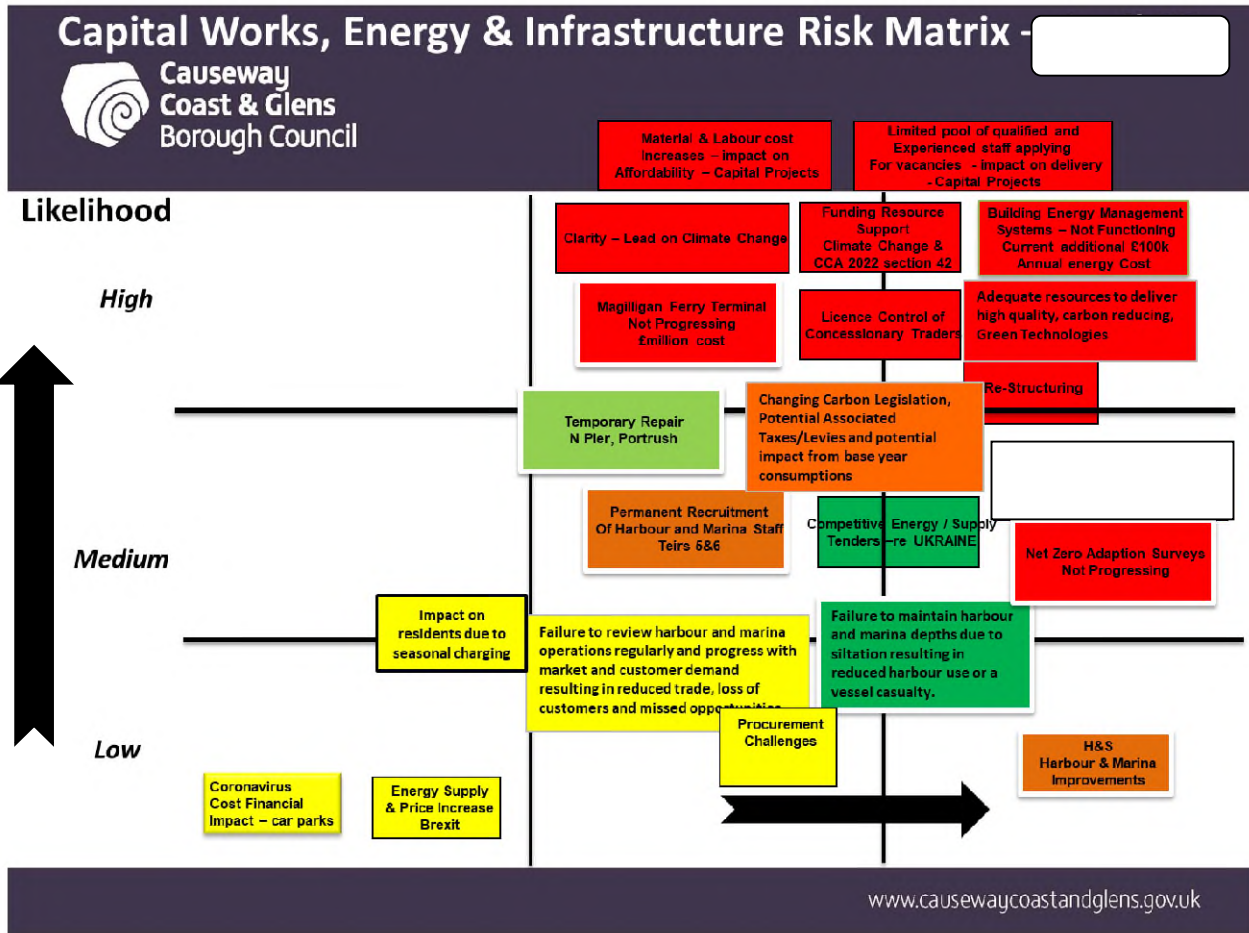 Capital Works, Energy & Infrastructure Risk Matrix -
Causeway
Coast & Glens
Borough Council
Material & Labour cost
Increases – impact on
Affordability – Capital Projects
Limited pool of qualified and
Experienced staff applying
For vacancies - impact on delivery
- Capital Projects
Likelihood
Clarity – Lead on Climate Change
Funding Resource
Support
Climate Change &
CCA 2022 section 42
Building Energy Management
Systems – Not Functioning
Current additional £100k
Annual energy Cost
High
Magilligan Ferry Terminal
Not Progressing
£million cost
Licence Control of
Concessionary Traders
Adequate resources to deliver
high quality, carbon reducing,
Green Technologies
Re-Structuring
Temporary Repair
N Pier, Portrush
Changing Carbon Legislation,
Potential Associated
Taxes/Levies and potential
impact from base year
consumptions
Permanent Recruitment
Of Harbour and Marina Staff
Teirs 5&6
Competitive Energy / Supply
Tenders –re UKRAINE
Net Zero Adaption Surveys
Not Progressing
Medium
Impact on
residents due to
seasonal charging
Failure to review harbour and marina
operations regularly and progress with
market and customer demand
resulting in reduced trade, loss of
customers and missed opportunities
Failure to maintain harbour
and marina depths due to
siltation resulting in
reduced harbour use or a
vessel casualty.
Procurement
Challenges
Low
H&S
Harbour & Marina
Improvements
Coronavirus
Cost Financial
Impact – car parks
Energy Supply
& Price Increase
Brexit
www.causewaycoastandglens.gov.uk